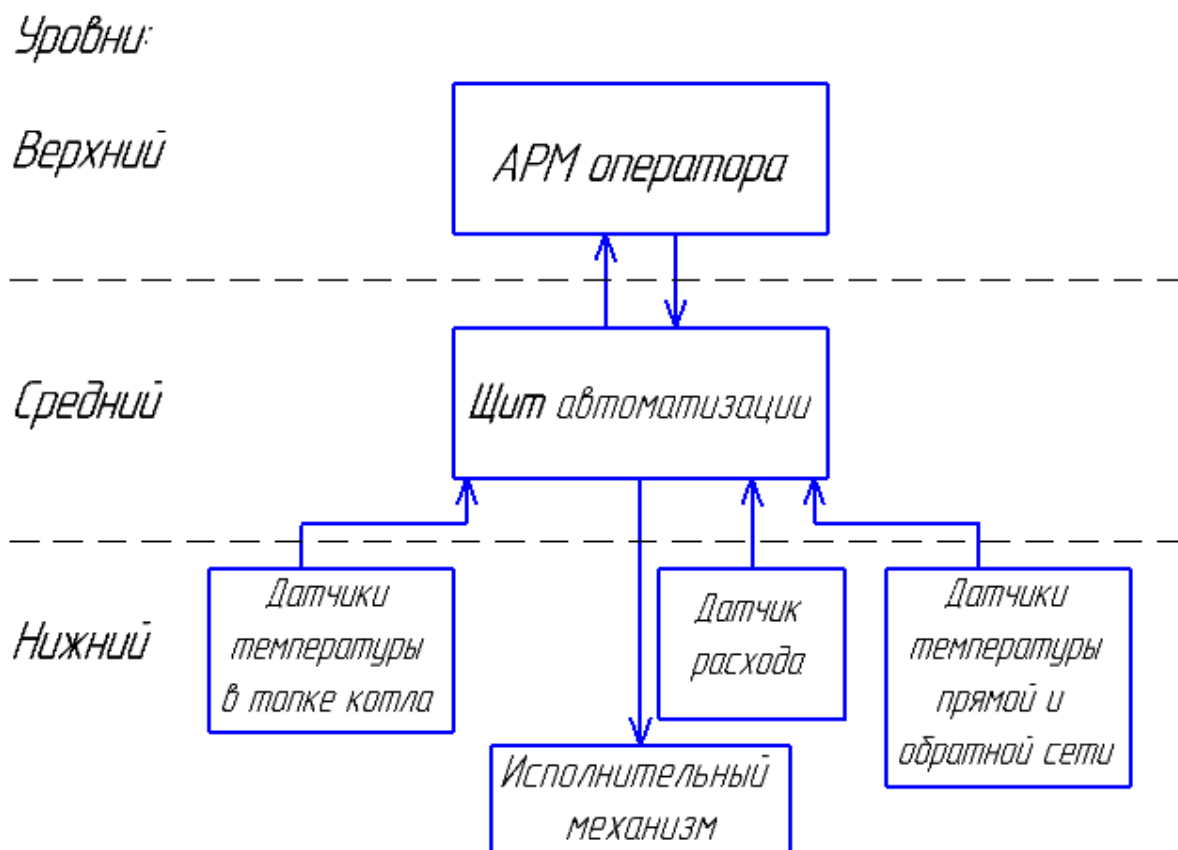 Уровни:
Верхний
АРМ оператора
Средний
Щит автоматизации
Нижний
Датчики
температуры
в топке котла
Датчик
расхода
Датчики
температуры
прямой и
обратной сети
Исполнительный
механизм